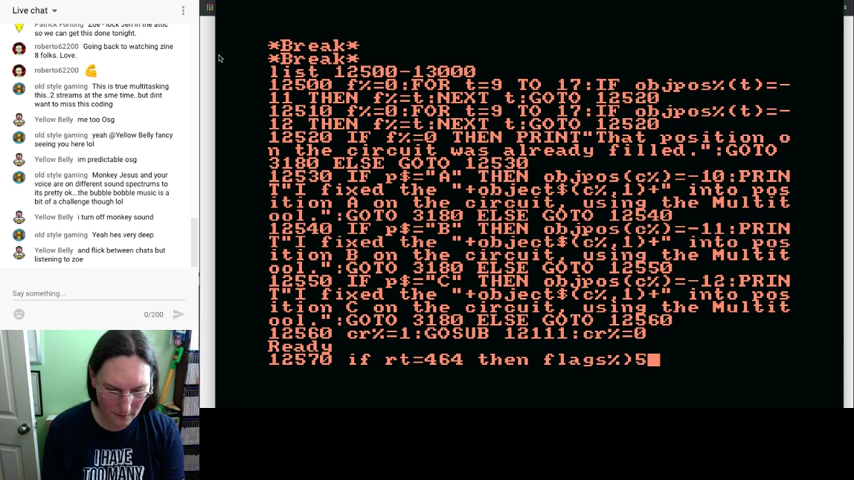 Live chat
Patrick Furlong Zoe - lock Jen in the attic
so we can get this done tonight.
roberto62200 Going back to watching zine
8 folks. Love.
roberto62200
old style gaming This is true multitasking
this..2 streams at the sme time..but dint
want to miss this coding
Yellow Belly me too Osg
old style gaming yeah @Yellow Belly fancy
seeing you here lol
Yellow Belly im predictable osg
old style gaming Monkey Jesus and your
voice are on different sound spectrums to
its pretty ok... the bubble bobble music is a
bit of a challenge though lol
Yellow Belly i turn off monkey sound
old style gaming Yeah hes very deep
Yellow Belly and flick between chats but
listening to zoe
Say something...
0/200
*Break*
*Break*
list 12500-13000
12500 f%=0:FOR t=9 TO 17:IF objpos%(t)=-
11 THEN f%=t:NEXT t:GOTO 12520
12510 f%=0:FOR t=9 TO 17:IF objpos%(t)=-
12 THEN f%=t:NEXT t:GOTO 12520
12520 IF f%=0 THEN PRINT"That position o
n the circuit was already filled.":GOTO
3180 ELSE GOTO 12530
12530 IF p$="A" THEN objpos(c%)=-10:PRIN
T"I fixed the "+object$(c%,1)+" into pos
ition A on the circuit, using the Multit
ool.":GOTO 3180 ELSE GOTO 12540
12540 IF p$="B" THEN objpos(c%)=-11:PRIN
T"I fixed the "+object$(c%,1)+" into pos
ition B on the circuit, using the Multit
ool.":GOTO 3180 ELSE GOTO 12550
12550 IF p$="C" THEN objpos(c%)=-12:PRIN
T"I fixed the "+object$(c%,1)+" into pos
ition C on the circuit, using the Multit
ool.":GOTO 3180 ELSE GOTO 12560
12560 cr%=1:GOSUB 12111:cr%=0
Ready
12570 if rt=464 then flags%)5
I HAVE
TOO MANY